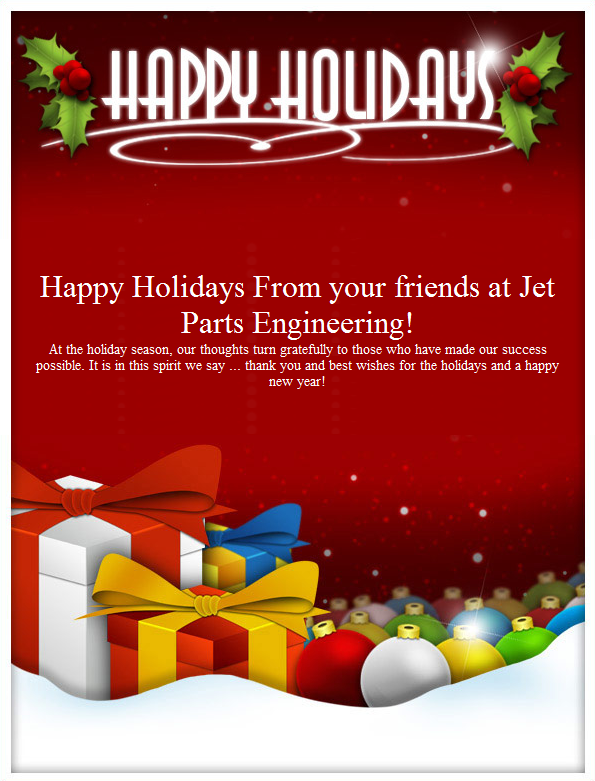 HAPPY HOLIDAYS
Happy Holidays From your friends at Jet
Parts Engineering!
At the holiday season, our thoughts turn gratefully to those who have made our success
possible. It is in this spirit we say ... thank you and best wishes for the holidays and a happy
new year!